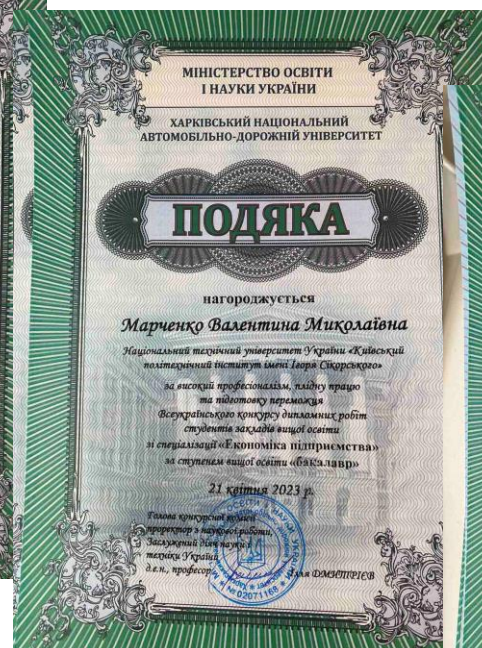 МІНІСТЕРСТВО ОСВІТИ
І НАУКИ УКРАЇНИ
ХАРКІВСЬКИЙ НАЦІОНАЛЬНИЙ
АВТОМОБІЛЬНО-ДОРОЖНІЙ УНІВЕРСИТЕТ
ПОДЯКА
нагороджується
Марченко Валентина Миколаївна
Національний технічний університет України «Київський
політехнічний інститут імені Ігоря Сікорського»
за високий професіоналізм, плідну працю
та підготовку переможця
Всеукраїнського конкурсу дипломних робіт
студентів закладів вищої освіти
зі спеціалізації «Економіка підприємства»
за ступенем вищої освіти «бакалавр»
21 квітня 2023 р.
Голова конкурсної комісії
проректор з наукової роботи,
Заслужений діяч науки і
техніки України
д.е.н., професор ДМИТРІЄВ
02071168